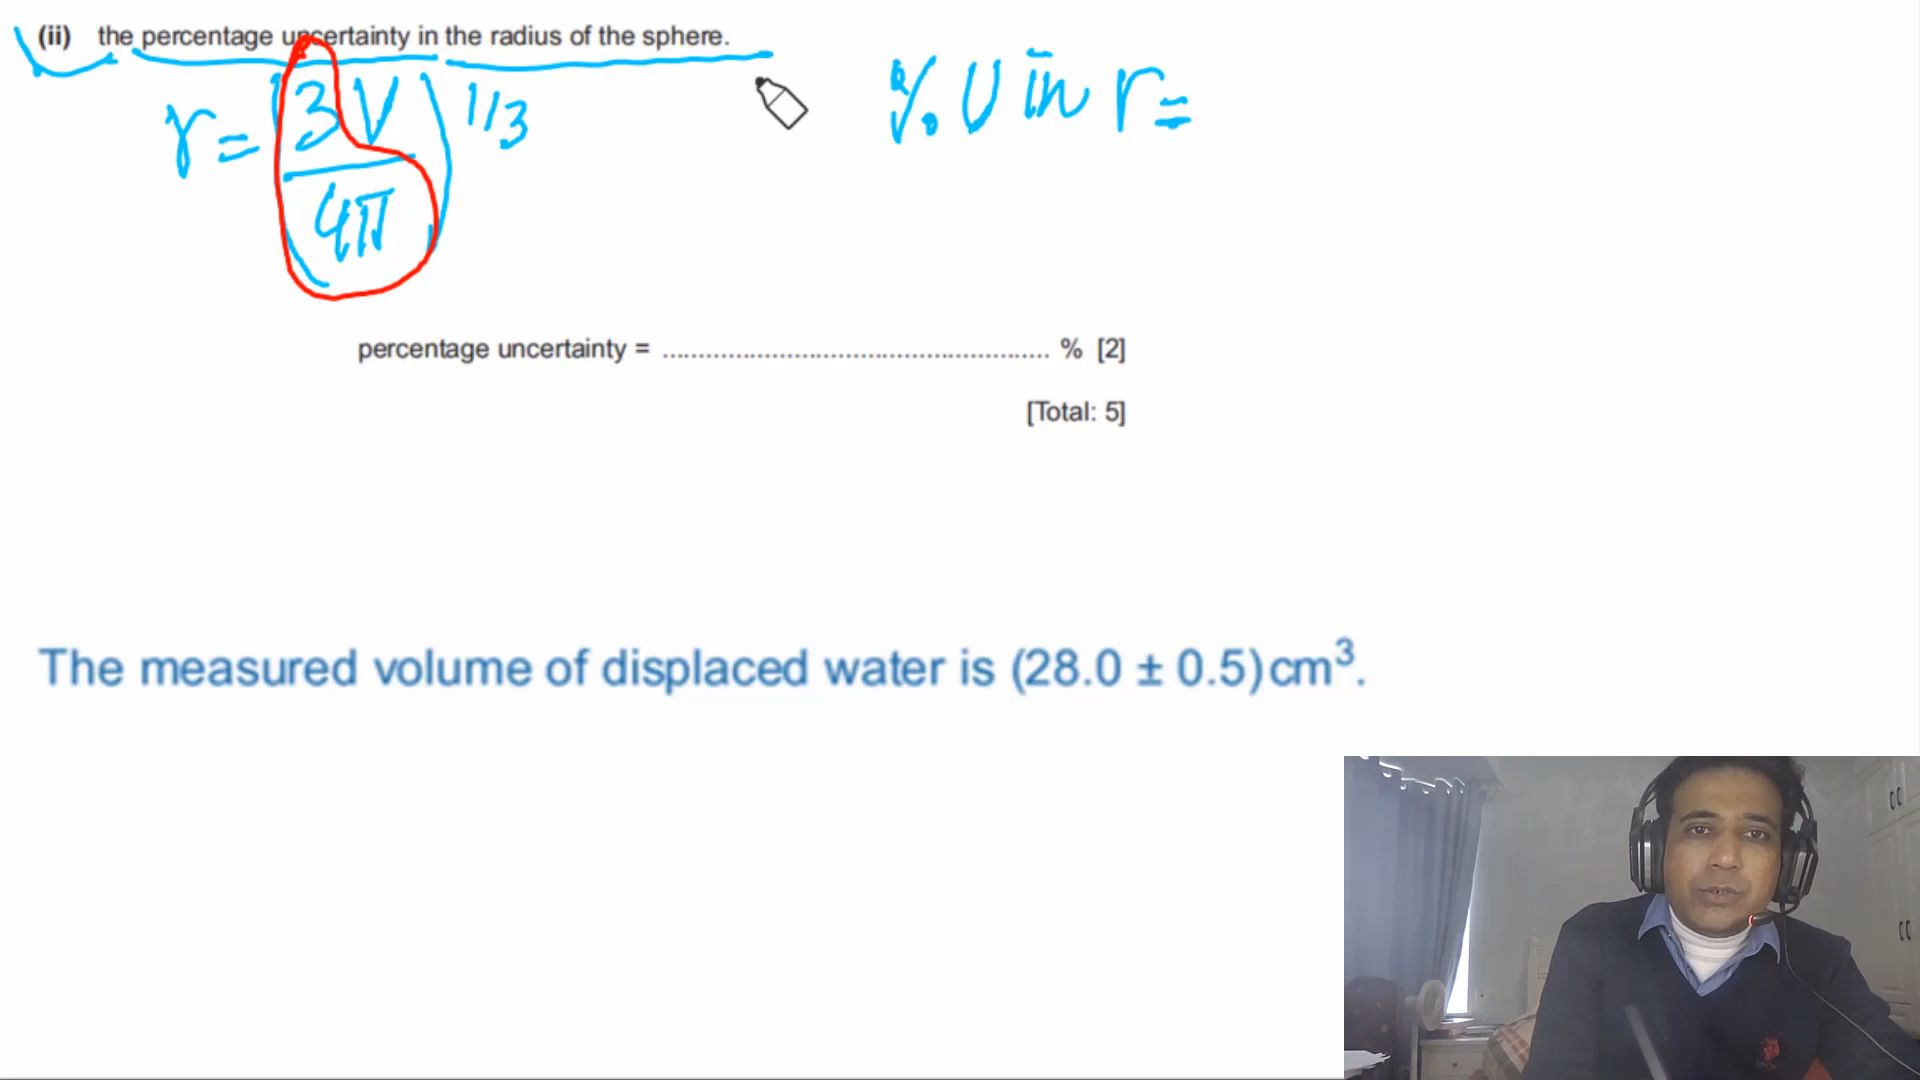 (ii) the percentage uncertainty in the radius of the sphere.
r = (3V/4π)^1/3
% U in r =
percentage uncertainty = .................................................... % [2]
[Total: 5]
The measured volume of displaced water is (28.0 ± 0.5) cm³.